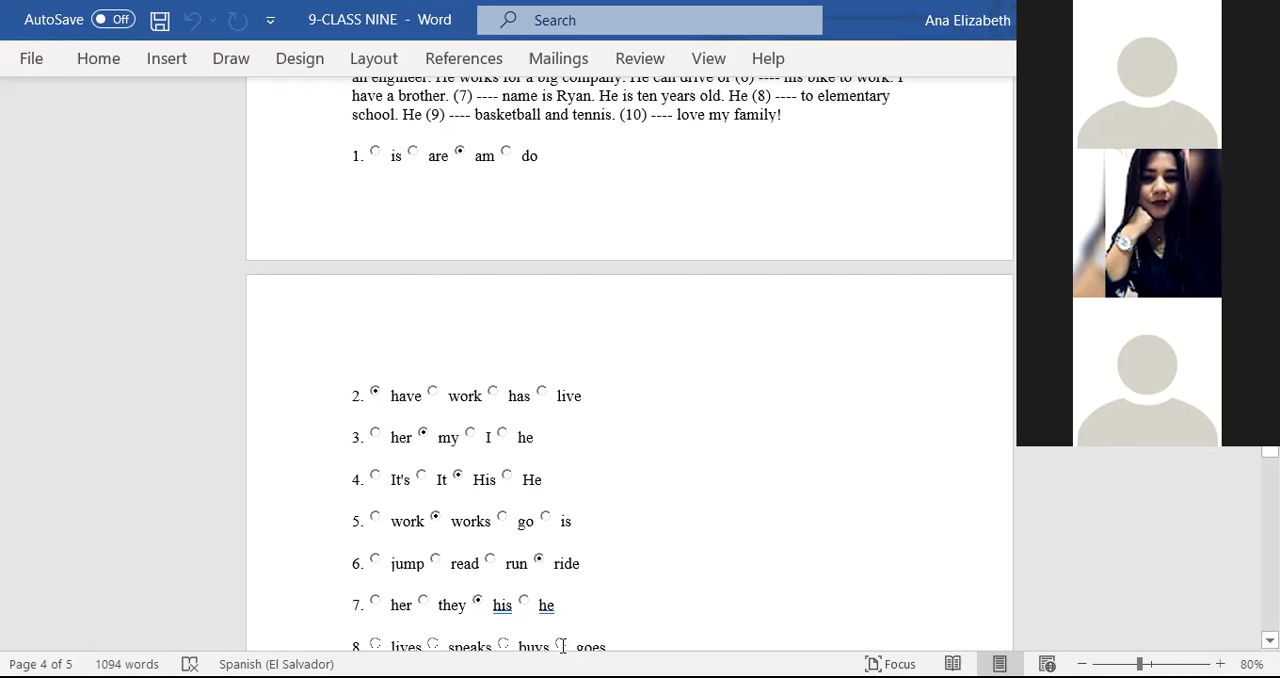 AutoSave Off 9-CLASS NINE - Word Search Ana Elizabeth
File Home Insert Draw Design Layout References Mailings Review View Help
an engineer. He works for a big company. He can drive or (6) ---- his bike to work. I
have a brother. (7) ---- name is Ryan. He is ten years old. He (8) ---- to elementary
school. He (9) ---- basketball and tennis. (10) ---- love my family!
1. is are am do
2. have work has live
3. her my I he
4. It's It His He
5. work works go is
6. jump read run ride
7. her they his he
8. lives speaks buys goes
Page 4 of 5 1094 words Spanish (El Salvador) Focus 80%